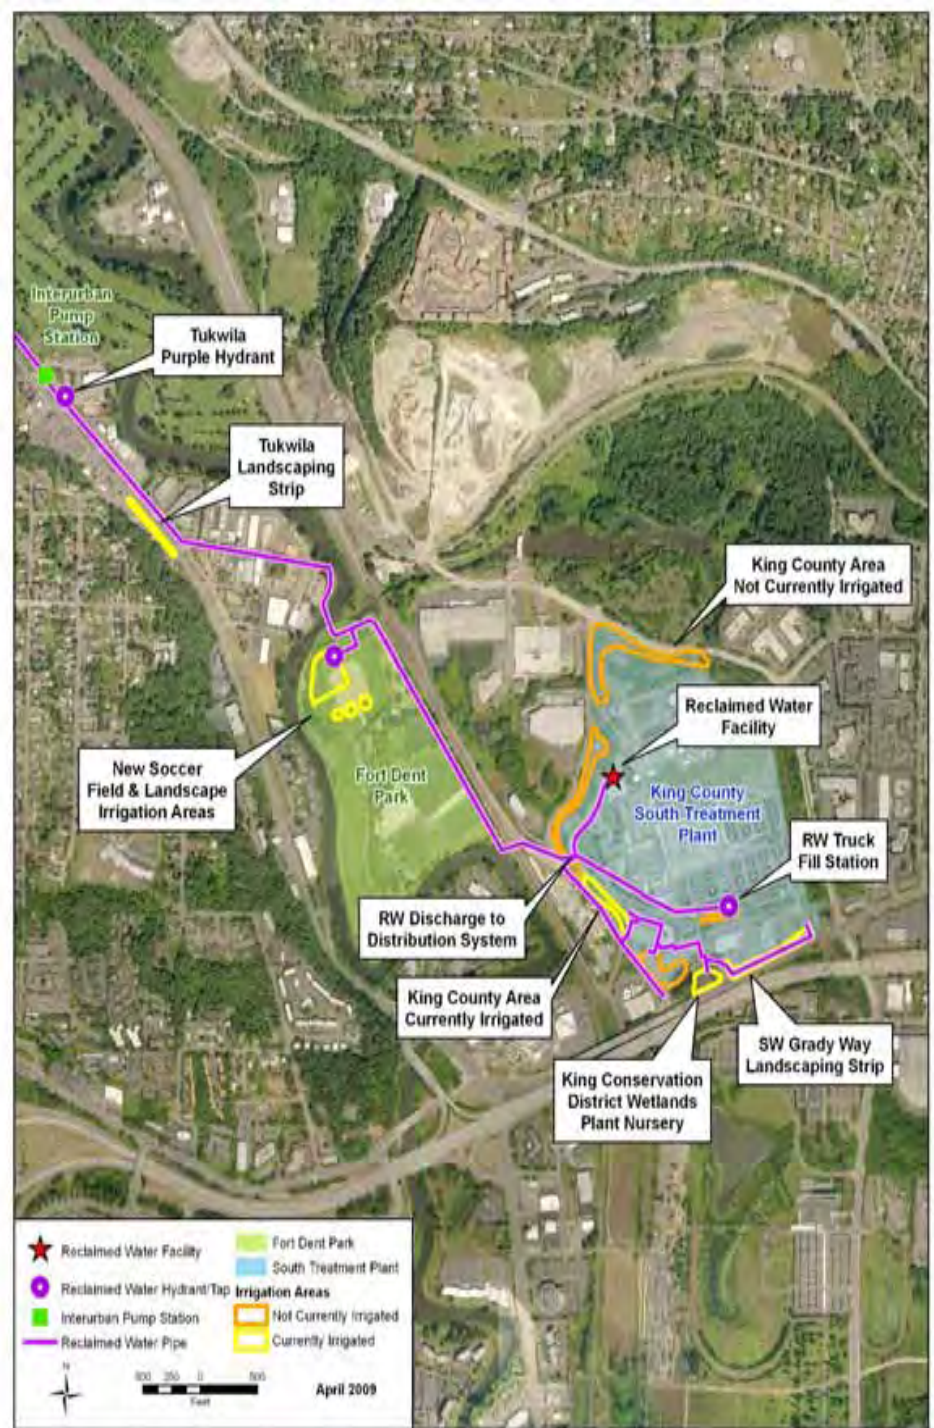 Interurban
Pump
Station
Tukwila
Purple Hydrant
Tukwila
Landscaping
Strip
King County Area
Not Currently Irrigated
Reclaimed Water
Facility
New Soccer
Field & Landscape
Irrigation Areas
Fort Dent
Park
King County
South Treatment
Plant
RW Truck
Fill Station
RW Discharge to
Distribution System
King County Area
Currently Irrigated
SW Grady Way
Landscaping Strip
King Conservation
District Wetlands
Plant Nursery
Reclaimed Water Facility
Reclaimed Water Hydrant/Tap
Interurban Pump Station
Reclaimed Water Pipe
Fort Dent Park
South Treatment Plant
Irrigation Areas
Not Currently Irrigated
Currently Irrigated
N
500 250 0 500
Feet
April 2009